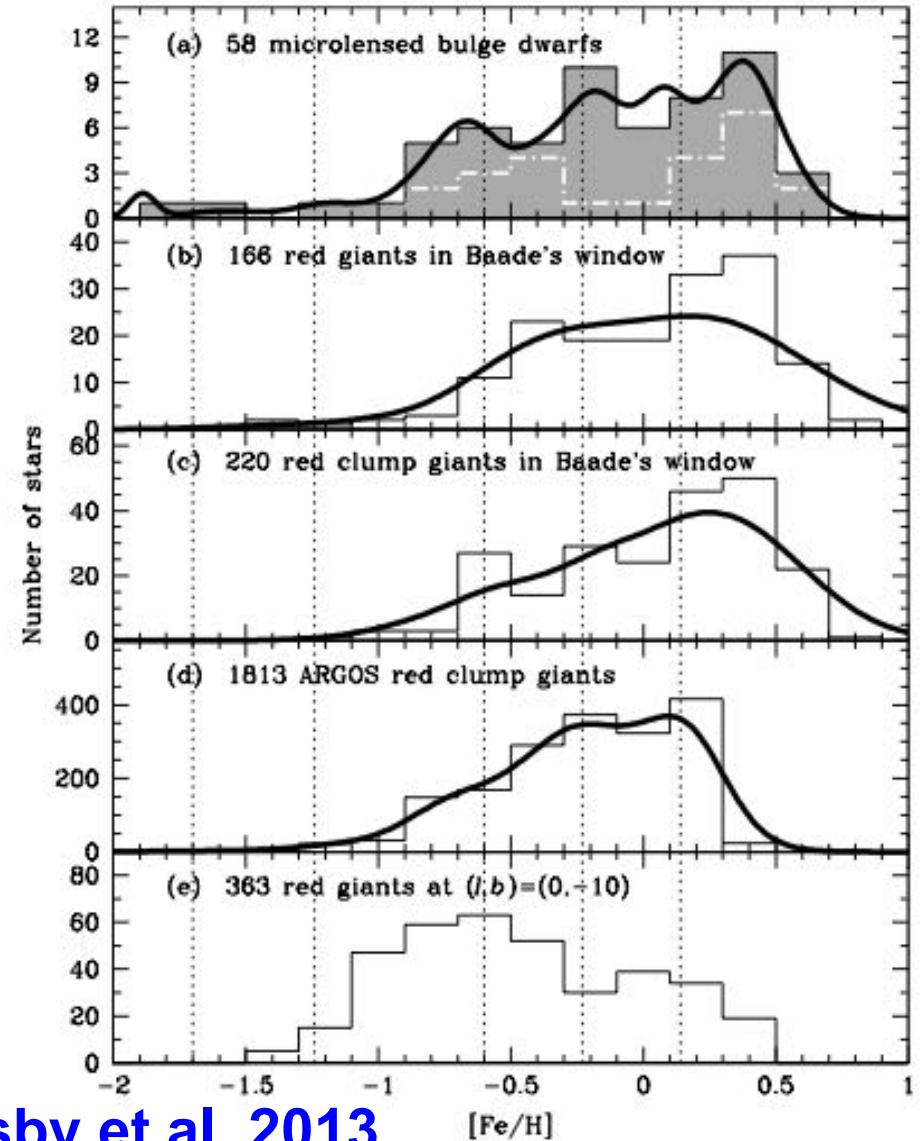 (a) 58 microlensed bulge dwarfs
12
9
6
3
0
(b) 166 red giants in Baade's window
40
30
20
10
0
(c) 220 red clump giants in Baade's window
60
40
20
0
(d) 1813 ARGOS red clump giants
400
200
0
(e) 363 red giants at (l,b)=(0,-10)
80
60
40
20
0
Number of stars
-2 -1.5 -1 -0.5 0 0.5 1
[Fe/H]
sby et al. 2013